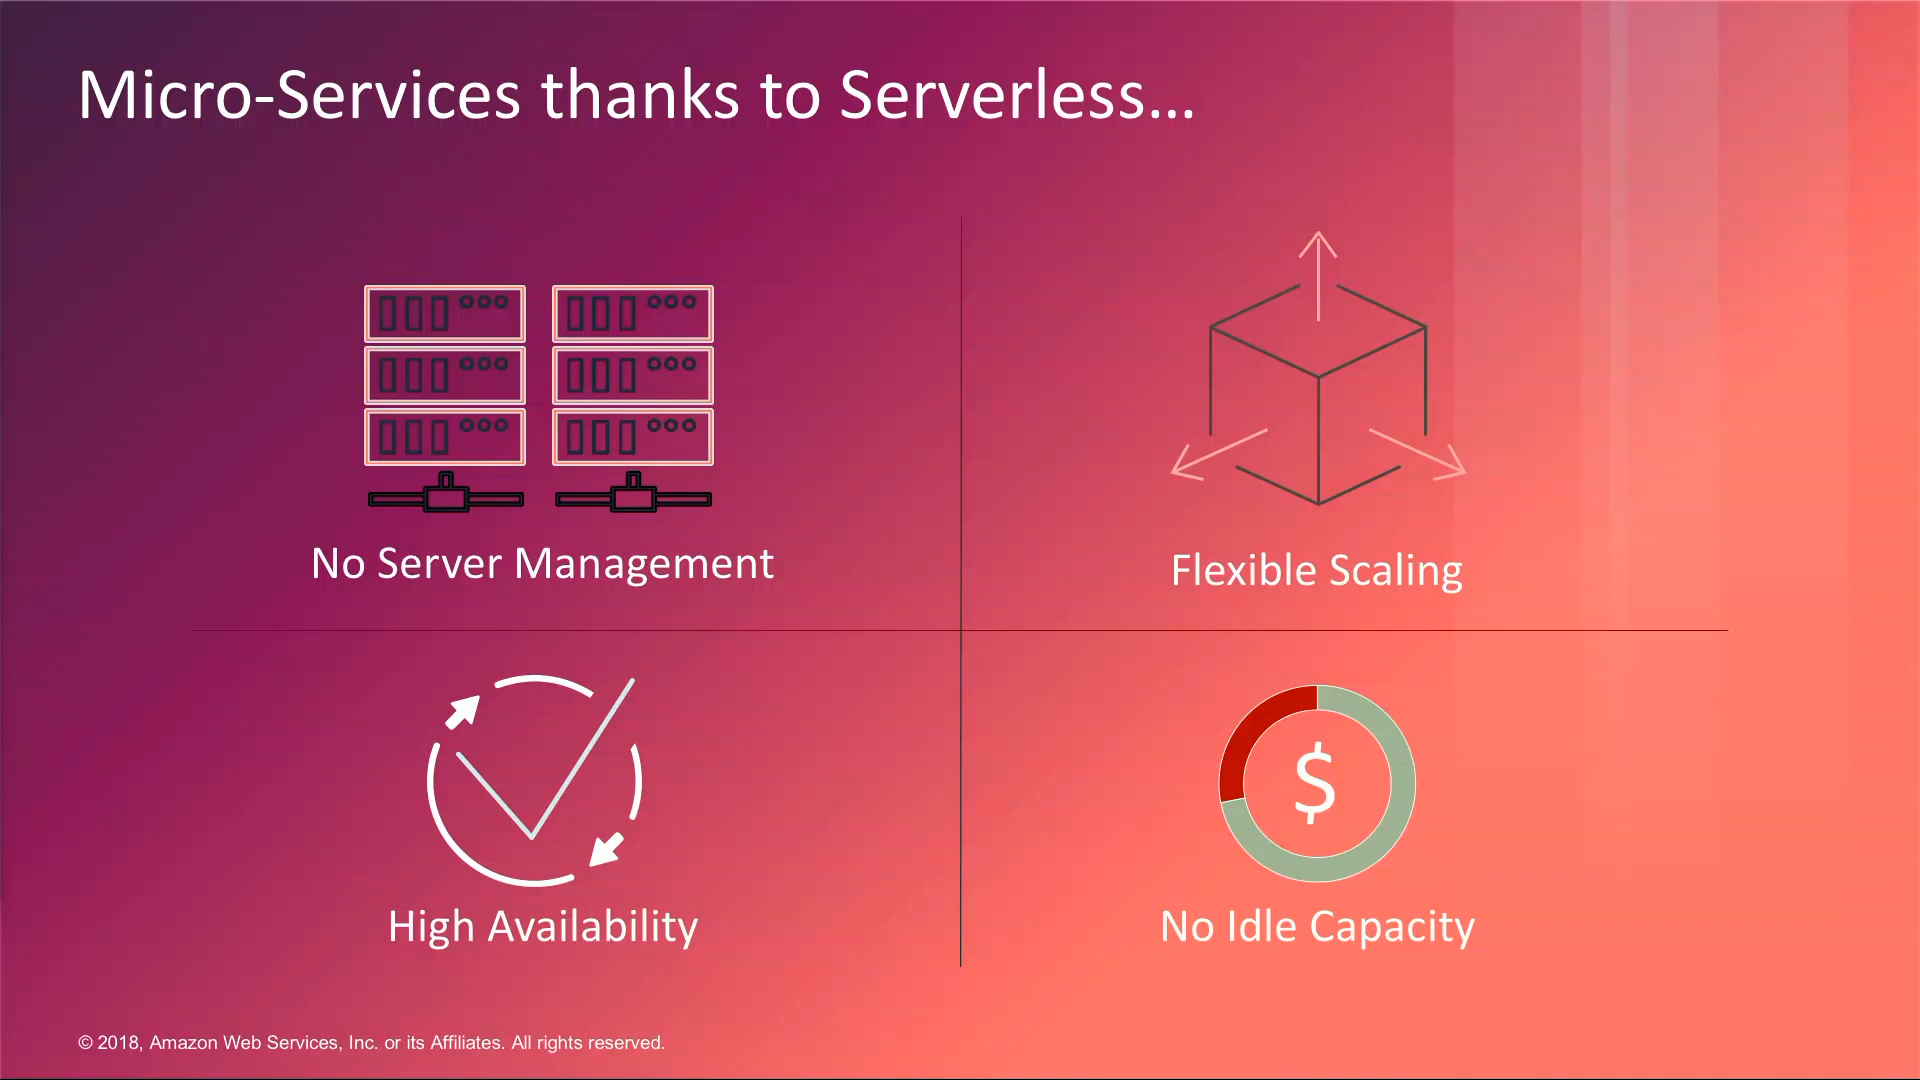 Micro-Services thanks to Serverless...
No Server Management
Flexible Scaling
$
High Availability
No Idle Capacity
© 2018, Amazon Web Services, Inc. or its Affiliates. All rights reserved.